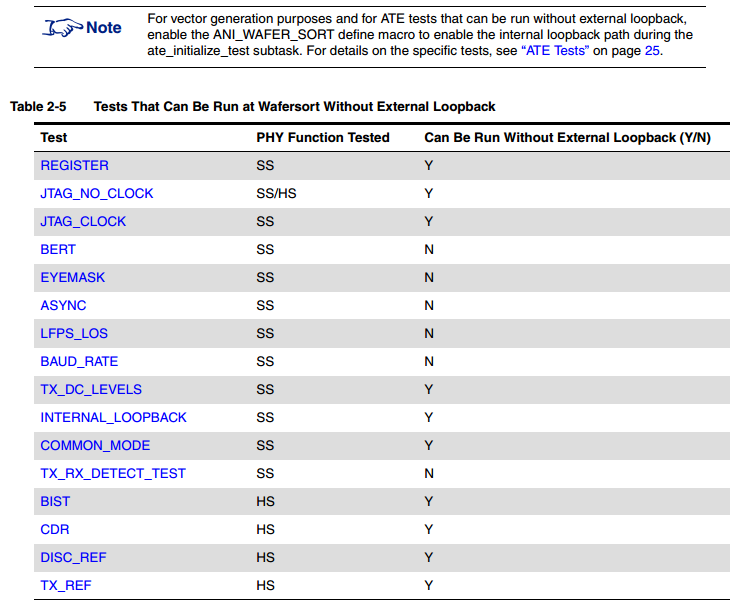 Note
For vector generation purposes and for ATE tests that can be run without external loopback,
enable the ANI_WAFER_SORT define macro to enable the internal loopback path during the
ate_initialize_test subtask. For details on the specific tests, see “ATE Tests” on page 25.
Table 2-5 Tests That Can Be Run at Wafersort Without External Loopback
Test PHY Function Tested Can Be Run Without External Loopback (Y/N)
REGISTER SS Y
JTAG_NO_CLOCK SS/HS Y
JTAG_CLOCK SS Y
BERT SS N
EYEMASK SS N
ASYNC SS N
LFPS_LOS SS N
BAUD_RATE SS N
TX_DC_LEVELS SS Y
INTERNAL_LOOPBACK SS Y
COMMON_MODE SS Y
TX_RX_DETECT_TEST SS N
BIST HS Y
CDR HS Y
DISC_REF HS Y
TX_REF HS Y